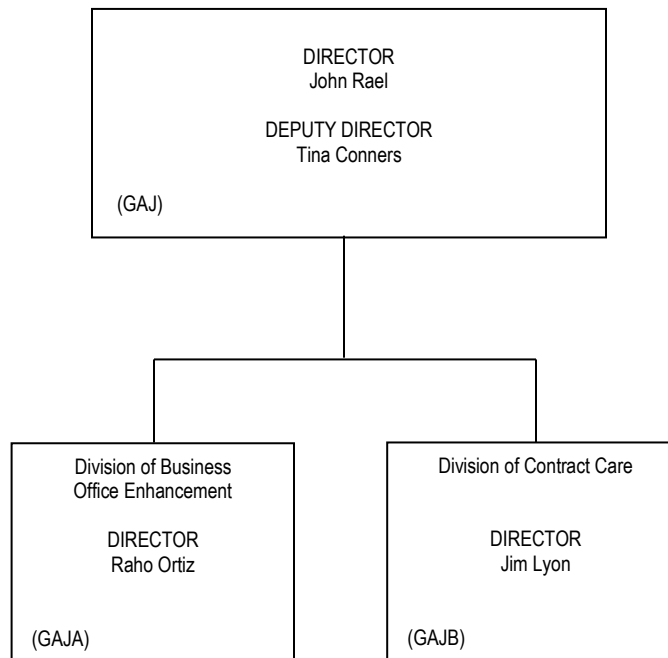 DIRECTOR
John Rael
DEPUTY DIRECTOR
Tina Conners
(GAJ)
Division of Business
Office Enhancement
DIRECTOR
Raho Ortiz
(GAJA)
Division of Contract Care
DIRECTOR
Jim Lyon
(GAJB)